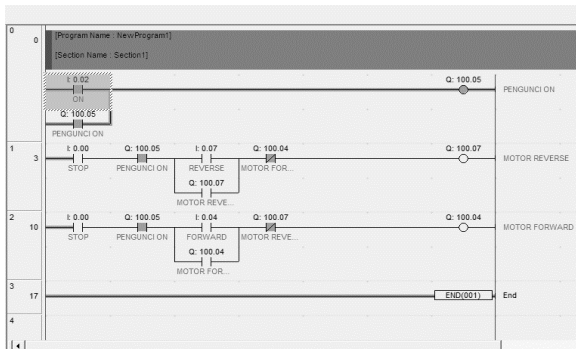 0
0
[Program Name : NewProgram1]
[Section Name : Section1]
I: 0.02
Q: 100.05
ON
PENGUNCI ON
Q: 100.05
PENGUNCI ON
1
3
I: 0.00
Q: 100.05
I: 0.07
Q: 100.04
Q: 100.07
STOP
PENGUNCI ON
REVERSE
MOTOR FOR...
MOTOR REVERSE
Q: 100.07
MOTOR REVE...
2
10
I: 0.00
Q: 100.05
I: 0.04
Q: 100.07
Q: 100.04
STOP
PENGUNCI ON
FORWARD
MOTOR REVE...
MOTOR FORWARD
Q: 100.04
MOTOR FOR...
3
17
END(001)
End
4